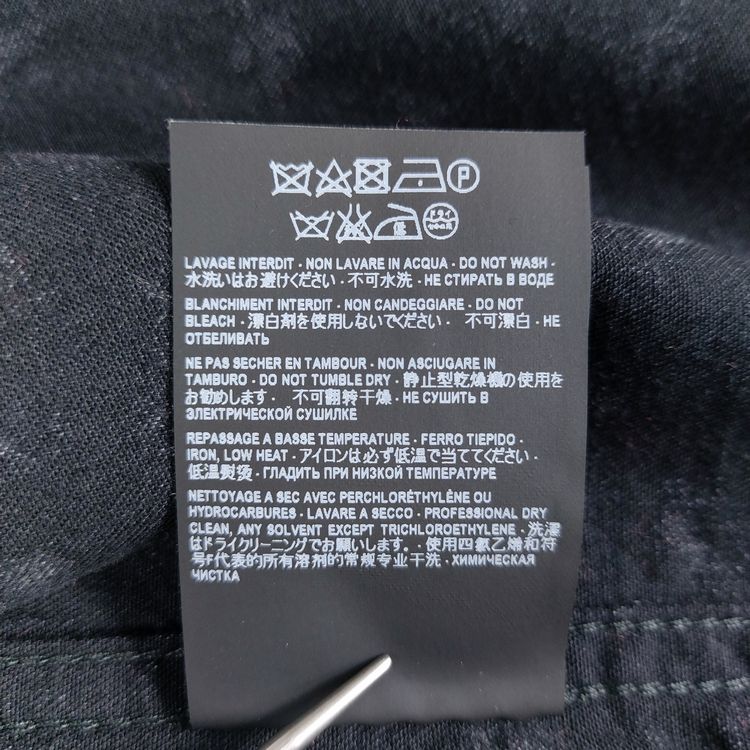 P
低 ドライ
LAVAGE INTERDIT - NON LAVARE IN ACQUA - DO NOT WASH -
水洗いはお避けください - 不可水洗 - НЕ СТИРАТЬ В ВОДЕ
BLANCHIMENT INTERDIT - NON CANDEGGIARE - DO NOT
BLEACH - 漂白剤を使用しないでください - 不可漂白 - НЕ
ОТБЕЛИВАТЬ
NE PAS SECHER EN TAMBOUR - NON ASCIUGARE IN
TAMBURO - DO NOT TUMBLE DRY - 静止型乾燥機の使用を
お勧めします - 不可翻转干燥 - НЕ СУШИТЬ В
ЭЛЕКТРИЧЕСКОЙ СУШИЛКЕ
REPASSAGE A BASSE TEMPERATURE - FERRO TIEPIDO -
IRON, LOW HEAT - アイロンは必ず低温で当ててください -
低温熨烫 - ГЛАДИТЬ ПРИ НИЗКОЙ ТЕМПЕРАТУРЕ
NETTOYAGE A SEC AVEC PERCHLORÉTHYLÈNE OU
HYDROCARBURES - LAVARE A SECCO - PROFESSIONAL DRY
CLEAN, ANY SOLVENT EXCEPT TRICHLOROETHYLENE - 洗濯
はドライクリーニングでお願いします。- 使用四氯乙烯和符
号F代表的所有溶剂的常规专业干洗 - ХИМИЧЕСКАЯ
ЧИСТКА